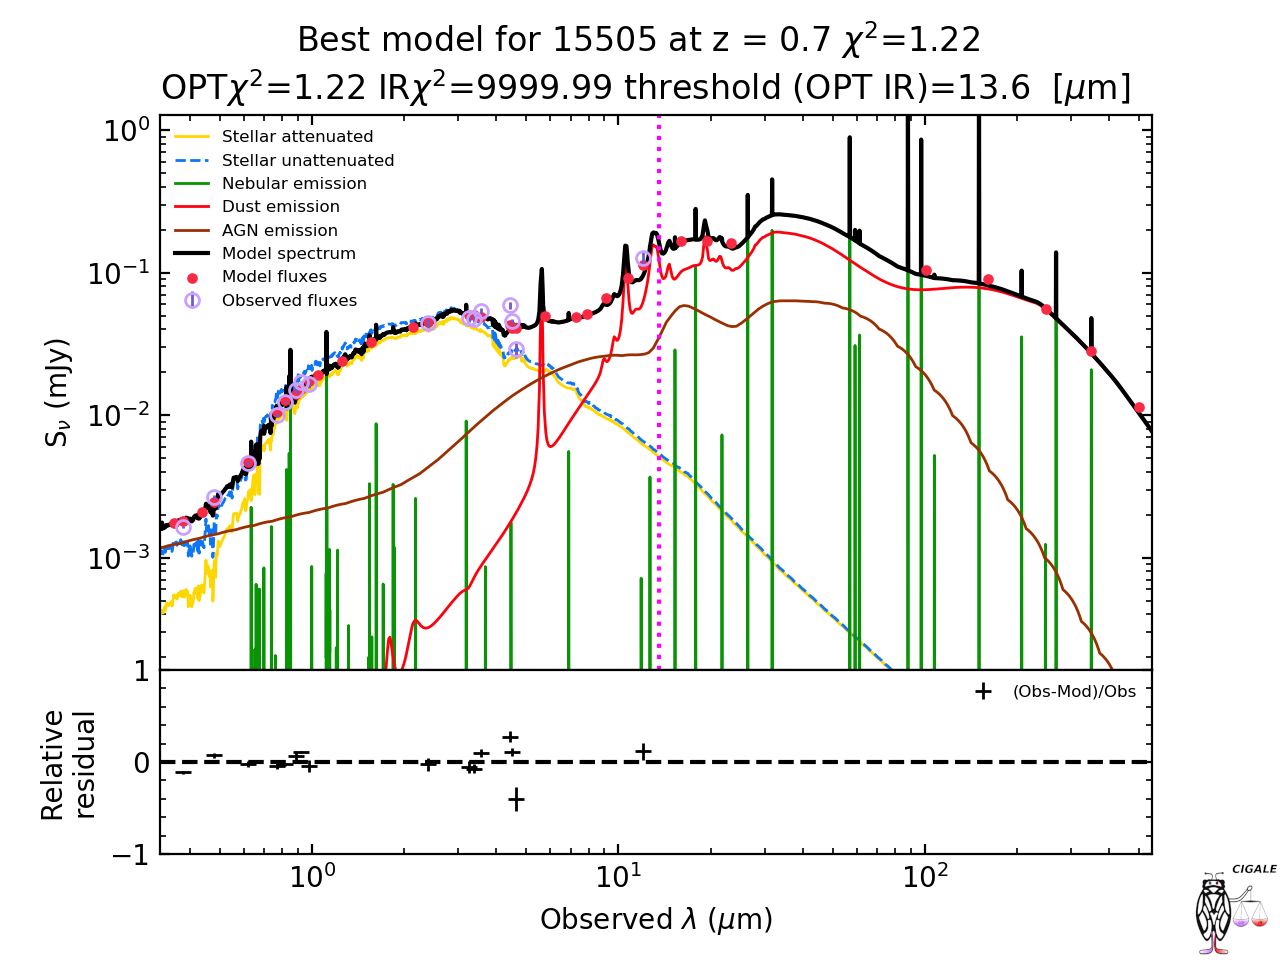 Best model for 15505 at z = 0.7 χ²=1.22
OPTχ²=1.22 IRχ²=9999.99 threshold (OPT IR)=13.6 [μm]
Stellar attenuated
Stellar unattenuated
Nebular emission
Dust emission
AGN emission
Model spectrum
Model fluxes
Observed fluxes
10⁰
10⁻¹
10⁻²
10⁻³
S_ν (mJy)
(Obs-Mod)/Obs
1
0
−1
Relative
residual
10⁰ 10¹ 10²
Observed λ (μm)
CIGALE